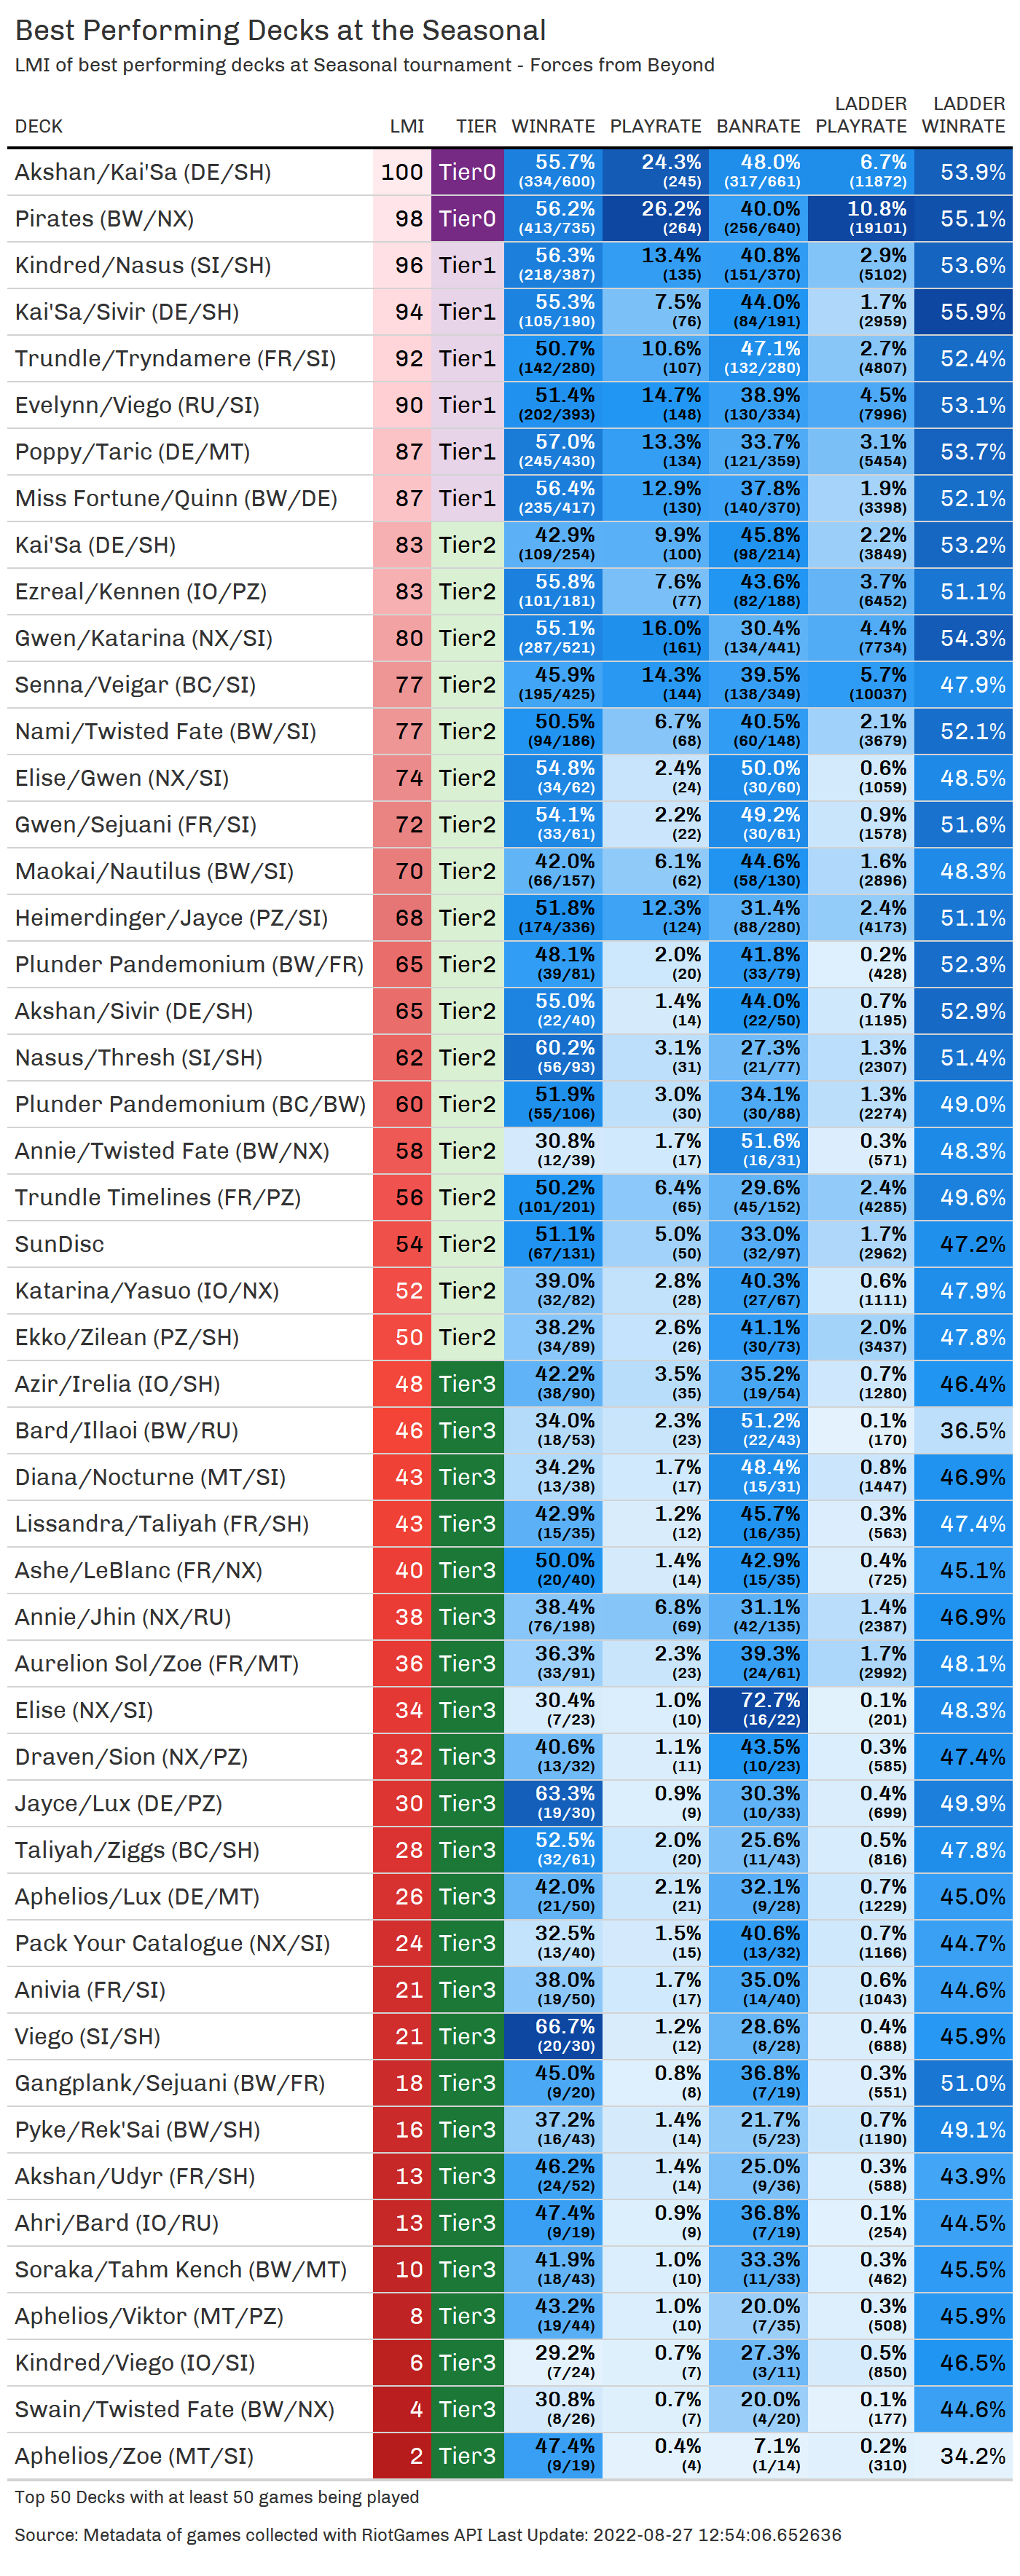 Best Performing Decks at the Seasonal
LMI of best performing decks at Seasonal tournament - Forces from Beyond
DECK LMI TIER WINRATE PLAYRATE BANRATE LADDER PLAYRATE LADDER WINRATE
Akshan/Kai'Sa (DE/SH) 100 Tier0 55.7% 24.3% 48.0% 6.7% 53.9%
(334/600) (245) (317/661) (11872)
Pirates (BW/NX) 98 Tier0 56.2% 26.2% 40.0% 10.8% 55.1%
(413/735) (264) (256/640) (19101)
Kindred/Nasus (SI/SH) 96 Tier1 56.3% 13.4% 40.8% 2.9% 53.6%
(218/387) (135) (151/370) (5102)
Kai'Sa/Sivir (DE/SH) 94 Tier1 55.3% 7.5% 44.0% 1.7% 55.9%
(105/190) (76) (84/191) (2959)
Trundle/Tryndamere (FR/SI) 92 Tier1 50.7% 10.6% 47.1% 2.7% 52.4%
(142/280) (107) (132/280) (4807)
Evelynn/Viego (RU/SI) 90 Tier1 51.4% 14.7% 38.9% 4.5% 53.1%
(202/393) (148) (130/334) (7996)
Poppy/Taric (DE/MT) 87 Tier1 57.0% 13.3% 33.7% 3.1% 53.7%
(245/430) (134) (121/359) (5454)
Miss Fortune/Quinn (BW/DE) 87 Tier1 56.4% 12.9% 37.8% 1.9% 52.1%
(235/417) (130) (140/370) (3398)
Kai'Sa (DE/SH) 83 Tier2 42.9% 9.9% 45.8% 2.2% 53.2%
(109/254) (100) (98/214) (3849)
Ezreal/Kennen (IO/PZ) 83 Tier2 55.8% 7.6% 43.6% 3.7% 51.1%
(101/181) (77) (82/188) (6452)
Gwen/Katarina (NX/SI) 80 Tier2 55.1% 16.0% 30.4% 4.4% 54.3%
(287/521) (161) (134/441) (7734)
Senna/Veigar (BC/SI) 77 Tier2 45.9% 14.3% 39.5% 5.7% 47.9%
(195/425) (144) (138/349) (10037)
Nami/Twisted Fate (BW/SI) 77 Tier2 50.5% 6.7% 40.5% 2.1% 52.1%
(94/186) (68) (60/148) (3679)
Elise/Gwen (NX/SI) 74 Tier2 54.8% 2.4% 50.0% 0.6% 48.5%
(34/62) (24) (30/60) (1059)
Gwen/Sejuani (FR/SI) 72 Tier2 54.1% 2.2% 49.2% 0.9% 51.6%
(33/61) (22) (30/61) (1578)
Maokai/Nautilus (BW/SI) 70 Tier2 42.0% 6.1% 44.6% 1.6% 48.3%
(66/157) (62) (58/130) (2896)
Heimerdinger/Jayce (PZ/SI) 68 Tier2 51.8% 12.3% 31.4% 2.4% 51.1%
(174/336) (124) (88/280) (4173)
Plunder Pandemonium (BW/FR) 65 Tier2 48.1% 2.0% 41.8% 0.2% 52.3%
(39/81) (20) (33/79) (428)
Akshan/Sivir (DE/SH) 65 Tier2 55.0% 1.4% 44.0% 0.7% 52.9%
(22/40) (14) (22/50) (1195)
Nasus/Thresh (SI/SH) 62 Tier2 60.2% 3.1% 27.3% 1.3% 51.4%
(56/93) (31) (21/77) (2307)
Plunder Pandemonium (BC/BW) 60 Tier2 51.9% 3.0% 34.1% 1.3% 49.0%
(55/106) (30) (30/88) (2274)
Annie/Twisted Fate (BW/NX) 58 Tier2 30.8% 1.7% 51.6% 0.3% 48.3%
(12/39) (17) (16/31) (571)
Trundle Timelines (FR/PZ) 56 Tier2 50.2% 6.4% 29.6% 2.4% 49.6%
(101/201) (65) (45/152) (4285)
SunDisc 54 Tier2 51.1% 5.0% 33.0% 1.7% 47.2%
(67/131) (50) (32/97) (2962)
Katarina/Yasuo (IO/NX) 52 Tier2 39.0% 2.8% 40.3% 0.6% 47.9%
(32/82) (28) (27/67) (1111)
Ekko/Zilean (PZ/SH) 50 Tier2 38.2% 2.6% 41.1% 2.0% 47.8%
(34/89) (26) (30/73) (3437)
Azir/Irelia (IO/SH) 48 Tier3 42.2% 3.5% 35.2% 0.7% 46.4%
(38/90) (35) (19/54) (1280)
Bard/Illaoi (BW/RU) 46 Tier3 34.0% 2.3% 51.2% 0.1% 36.5%
(18/53) (23) (22/43) (170)
Diana/Nocturne (MT/SI) 43 Tier3 34.2% 1.7% 48.4% 0.8% 46.9%
(13/38) (17) (15/31) (1447)
Lissandra/Taliyah (FR/SH) 43 Tier3 42.9% 1.2% 45.7% 0.3% 47.4%
(15/35) (12) (16/35) (563)
Ashe/LeBlanc (FR/NX) 40 Tier3 50.0% 1.4% 42.9% 0.4% 45.1%
(20/40) (14) (15/35) (725)
Annie/Jhin (NX/RU) 38 Tier3 38.4% 6.8% 31.1% 1.4% 46.9%
(76/198) (69) (42/135) (2387)
Aurelion Sol/Zoe (FR/MT) 36 Tier3 36.3% 2.3% 39.3% 1.7% 48.1%
(33/91) (23) (24/61) (2992)
Elise (NX/SI) 34 Tier3 30.4% 1.0% 72.7% 0.1% 48.3%
(7/23) (10) (16/22) (201)
Draven/Sion (NX/PZ) 32 Tier3 40.6% 1.1% 43.5% 0.3% 47.4%
(13/32) (11) (10/23) (585)
Jayce/Lux (DE/PZ) 30 Tier3 63.3% 0.9% 30.3% 0.4% 49.9%
(19/30) (9) (10/33) (699)
Taliyah/Ziggs (BC/SH) 28 Tier3 52.5% 2.0% 25.6% 0.5% 47.8%
(32/61) (20) (11/43) (816)
Aphelios/Lux (DE/MT) 26 Tier3 42.0% 2.1% 32.1% 0.7% 45.0%
(21/50) (21) (9/28) (1229)
Pack Your Catalogue (NX/SI) 24 Tier3 32.5% 1.5% 40.6% 0.7% 44.7%
(13/40) (15) (13/32) (1166)
Anivia (FR/SI) 21 Tier3 38.0% 1.7% 35.0% 0.6% 44.6%
(19/50) (17) (14/40) (1043)
Viego (SI/SH) 21 Tier3 66.7% 1.2% 28.6% 0.4% 45.9%
(20/30) (12) (8/28) (688)
Gangplank/Sejuani (BW/FR) 18 Tier3 45.0% 0.8% 36.8% 0.3% 51.0%
(9/20) (8) (7/19) (551)
Pyke/Rek'Sai (BW/SH) 16 Tier3 37.2% 1.4% 21.7% 0.7% 49.1%
(16/43) (14) (5/23) (1190)
Akshan/Udyr (FR/SH) 13 Tier3 46.2% 1.4% 25.0% 0.3% 43.9%
(24/52) (14) (9/36) (588)
Ahri/Bard (IO/RU) 13 Tier3 47.4% 0.9% 36.8% 0.1% 44.5%
(9/19) (9) (7/19) (254)
Soraka/Tahm Kench (BW/MT) 10 Tier3 41.9% 1.0% 33.3% 0.3% 45.5%
(18/43) (10) (11/33) (462)
Aphelios/Viktor (MT/PZ) 8 Tier3 43.2% 1.0% 20.0% 0.3% 45.9%
(19/44) (10) (7/35) (508)
Kindred/Viego (IO/SI) 6 Tier3 29.2% 0.7% 27.3% 0.5% 46.5%
(7/24) (7) (3/11) (850)
Swain/Twisted Fate (BW/NX) 4 Tier3 30.8% 0.7% 20.0% 0.1% 44.6%
(8/26) (7) (4/20) (177)
Aphelios/Zoe (MT/SI) 2 Tier3 47.4% 0.4% 7.1% 0.2% 34.2%
(9/19) (4) (1/14) (310)
Top 50 Decks with at least 50 games being played
Source: Metadata of games collected with RiotGames API Last Update: 2022-08-27 12:54:06.652636